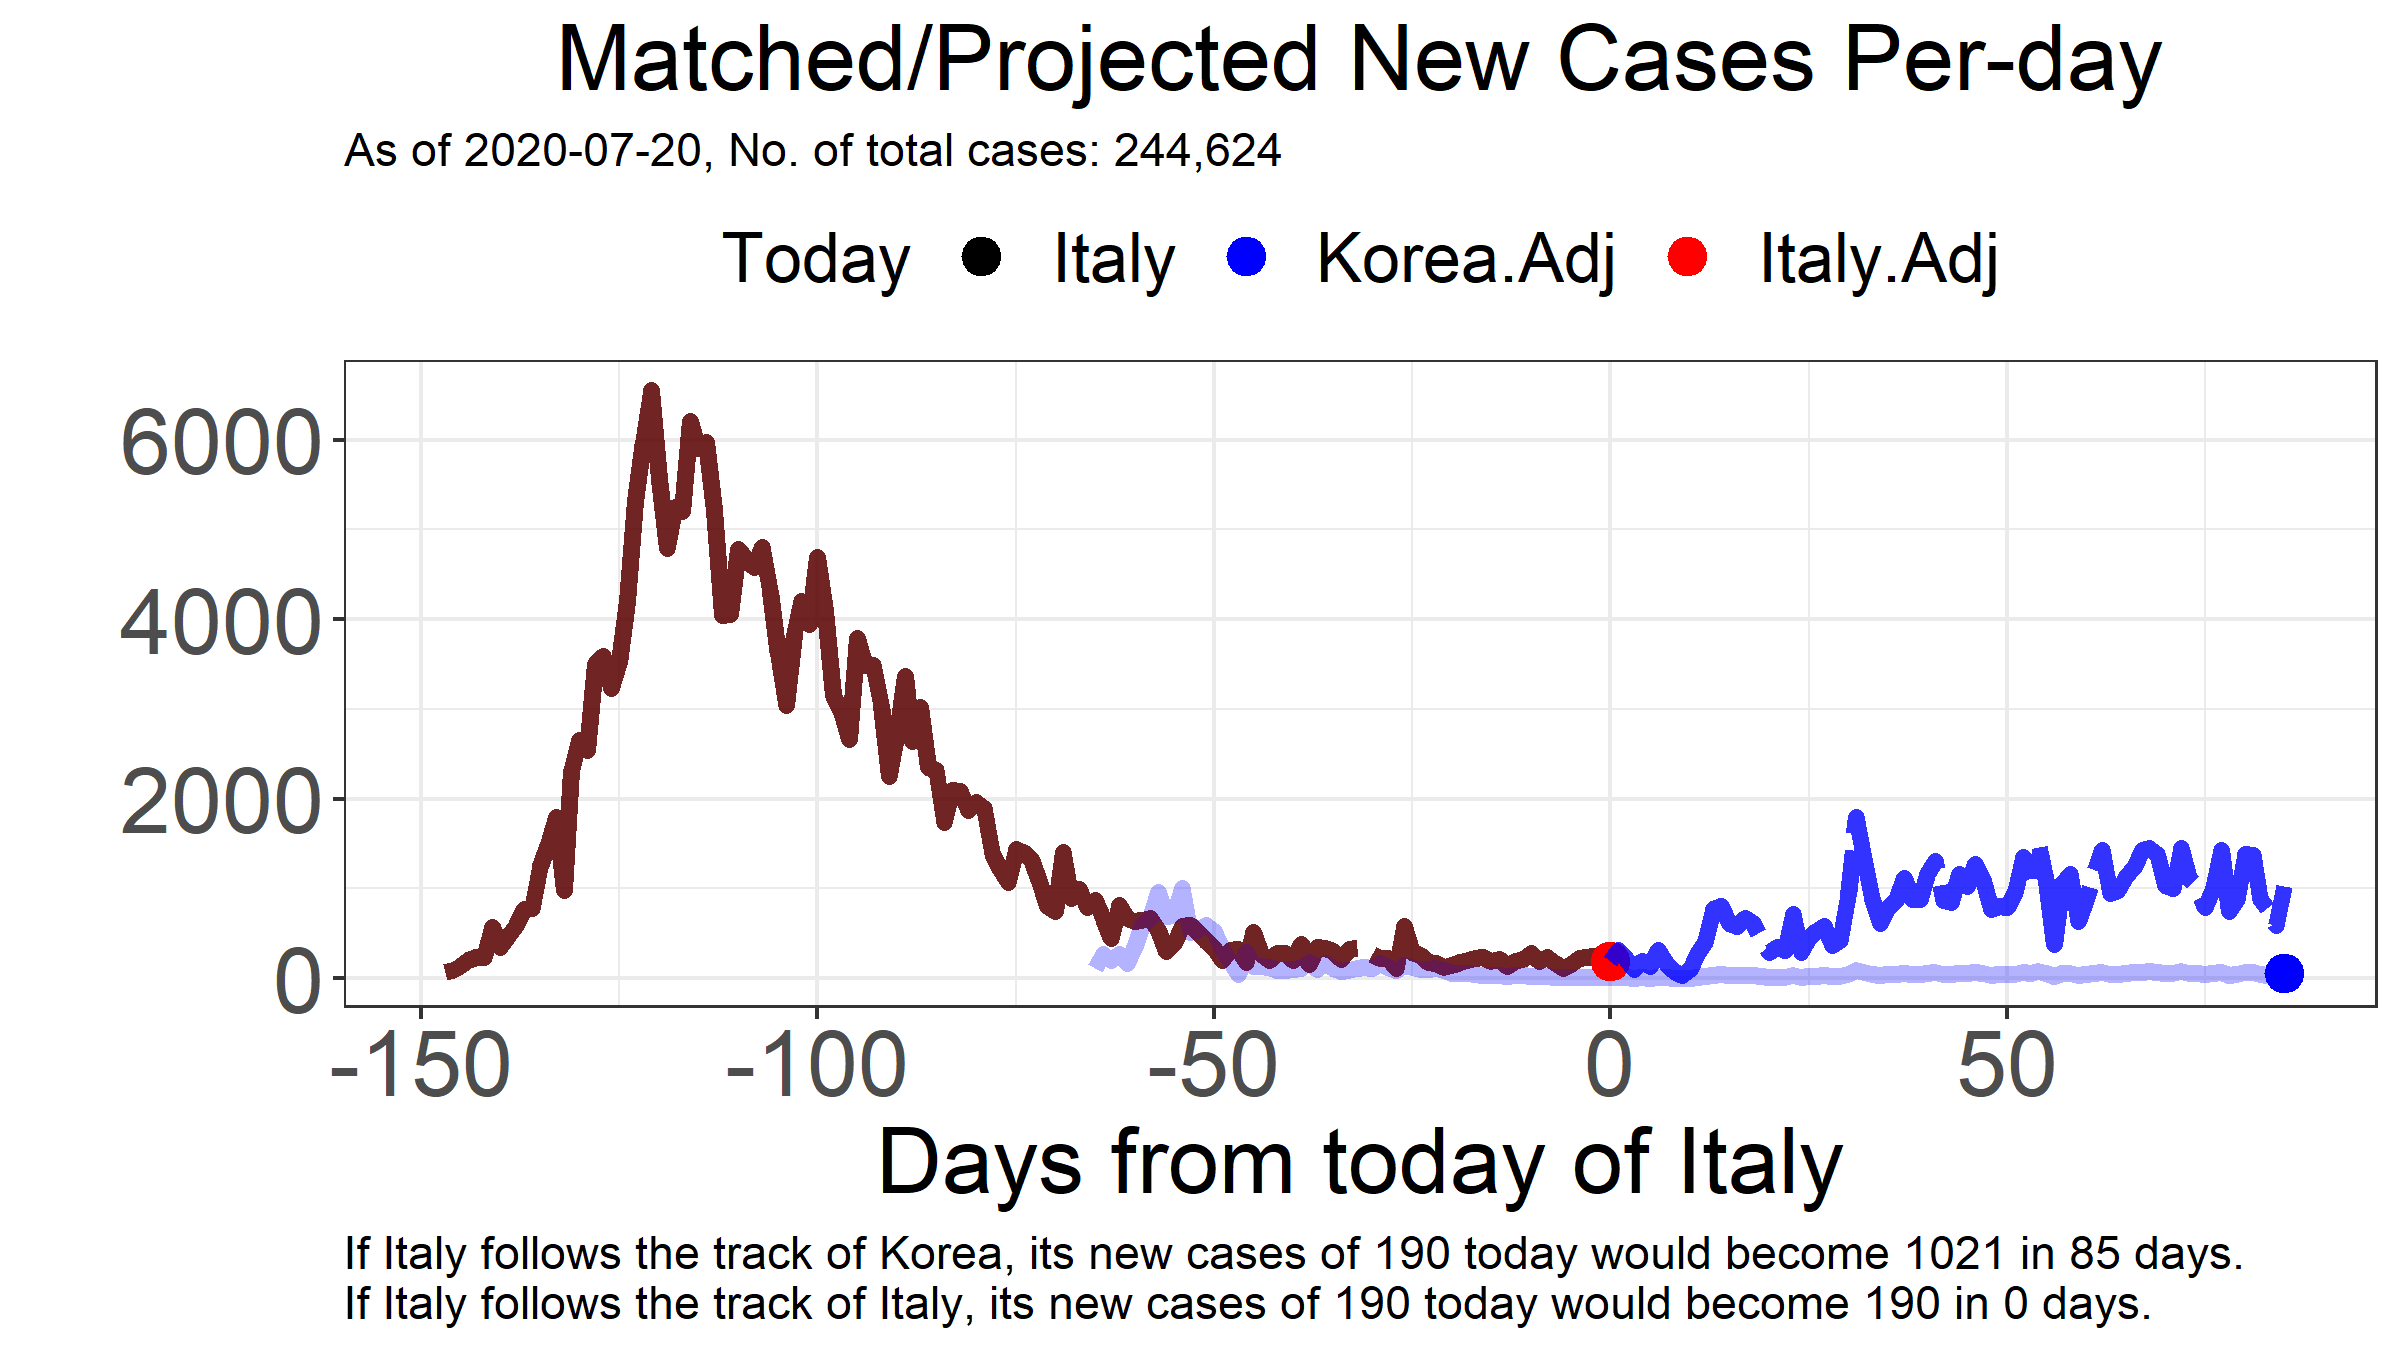 Matched/Projected New Cases Per-day
As of 2020-07-20, No. of total cases: 244,624
Today Italy Korea.Adj Italy.Adj
6000
4000
2000
0
-150 -100 -50 0 50
Days from today of Italy
If Italy follows the track of Korea, its new cases of 190 today would become 1021 in 85 days.
If Italy follows the track of Italy, its new cases of 190 today would become 190 in 0 days.